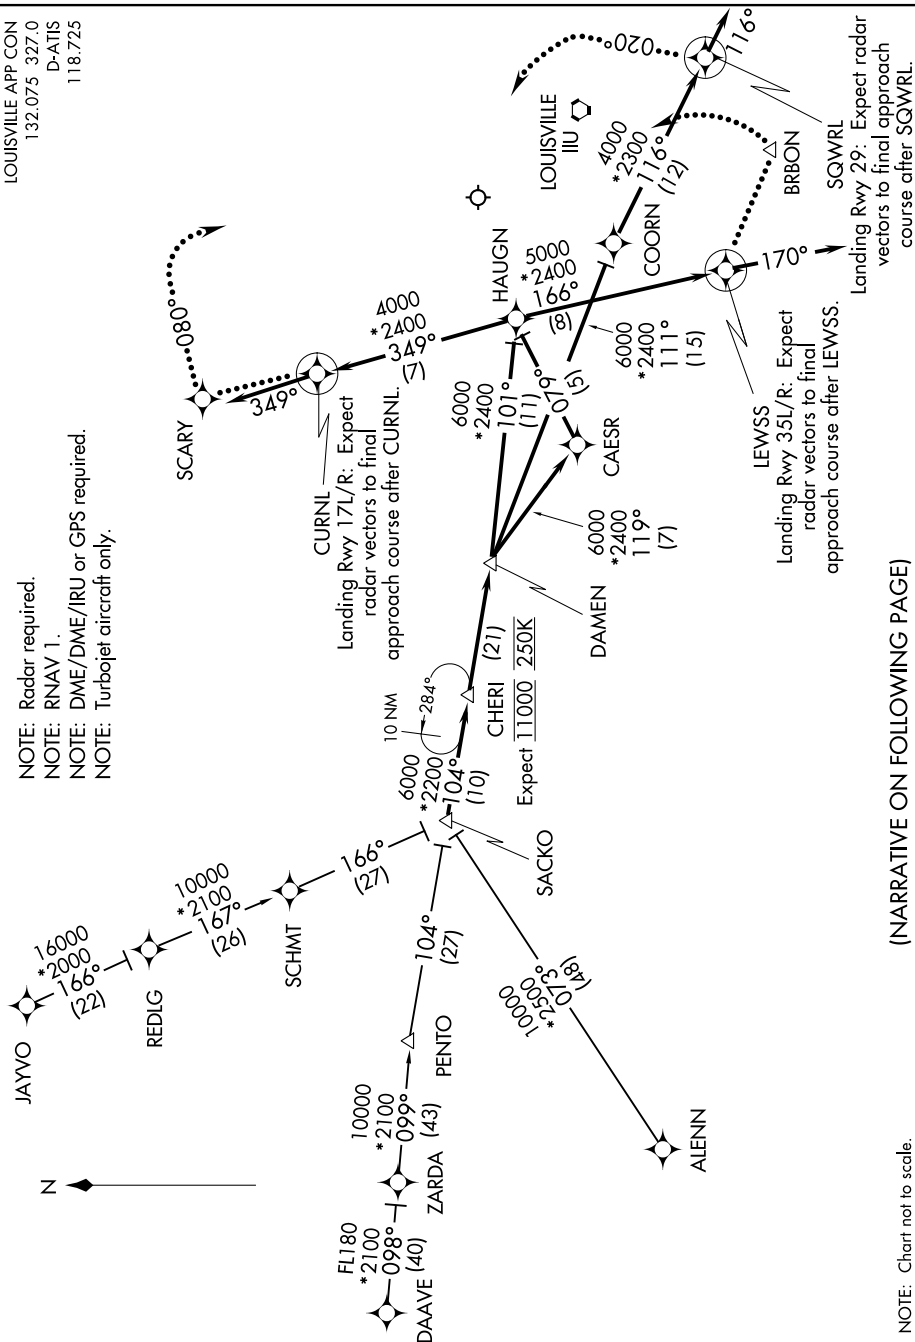 LOUISVILLE APP CON
132.075 327.0
D-ATIS
118.725
NOTE: Radar required.
NOTE: RNAV 1.
NOTE: DME/DME/IRU or GPS required.
NOTE: Turbojet aircraft only.
N
JAYVO
16000
*2000
166°
(22)
REDLG
10000
*2100
167°
(26)
SCHMT
166°
(27)
DAAVE
FL180
*2100
098°
(40)
ZARDA
10000
*2100
099°
(43)
PENTO
104°
(27)
ALENN
10000
*2500
073°
(48)
SACKO
6000
*2200
104°
(10)
10 NM
284°
CHERI
Expect 11000 250K
(21)
DAMEN
6000
*2400
101°
(11)
6000
*2400
119°
(7)
CAESR
079°
(5)
6000
*2400
111°
(15)
HAUGN
4000
*2400
349°
(7)
CURNL
Landing Rwy 17L/R: Expect
radar vectors to final
approach course after CURNL.
349°
SCARY
080°
5000
*2400
166°
(8)
LEWSS
Landing Rwy 35L/R: Expect
radar vectors to final
approach course after LEWSS.
170°
BRBON
COORN
4000
*2300
116°
(12)
LOUISVILLE
IIU
SQWRL
Landing Rwy 29: Expect radar
vectors to final approach
course after SQWRL.
116°
020°
(NARRATIVE ON FOLLOWING PAGE)
NOTE: Chart not to scale.